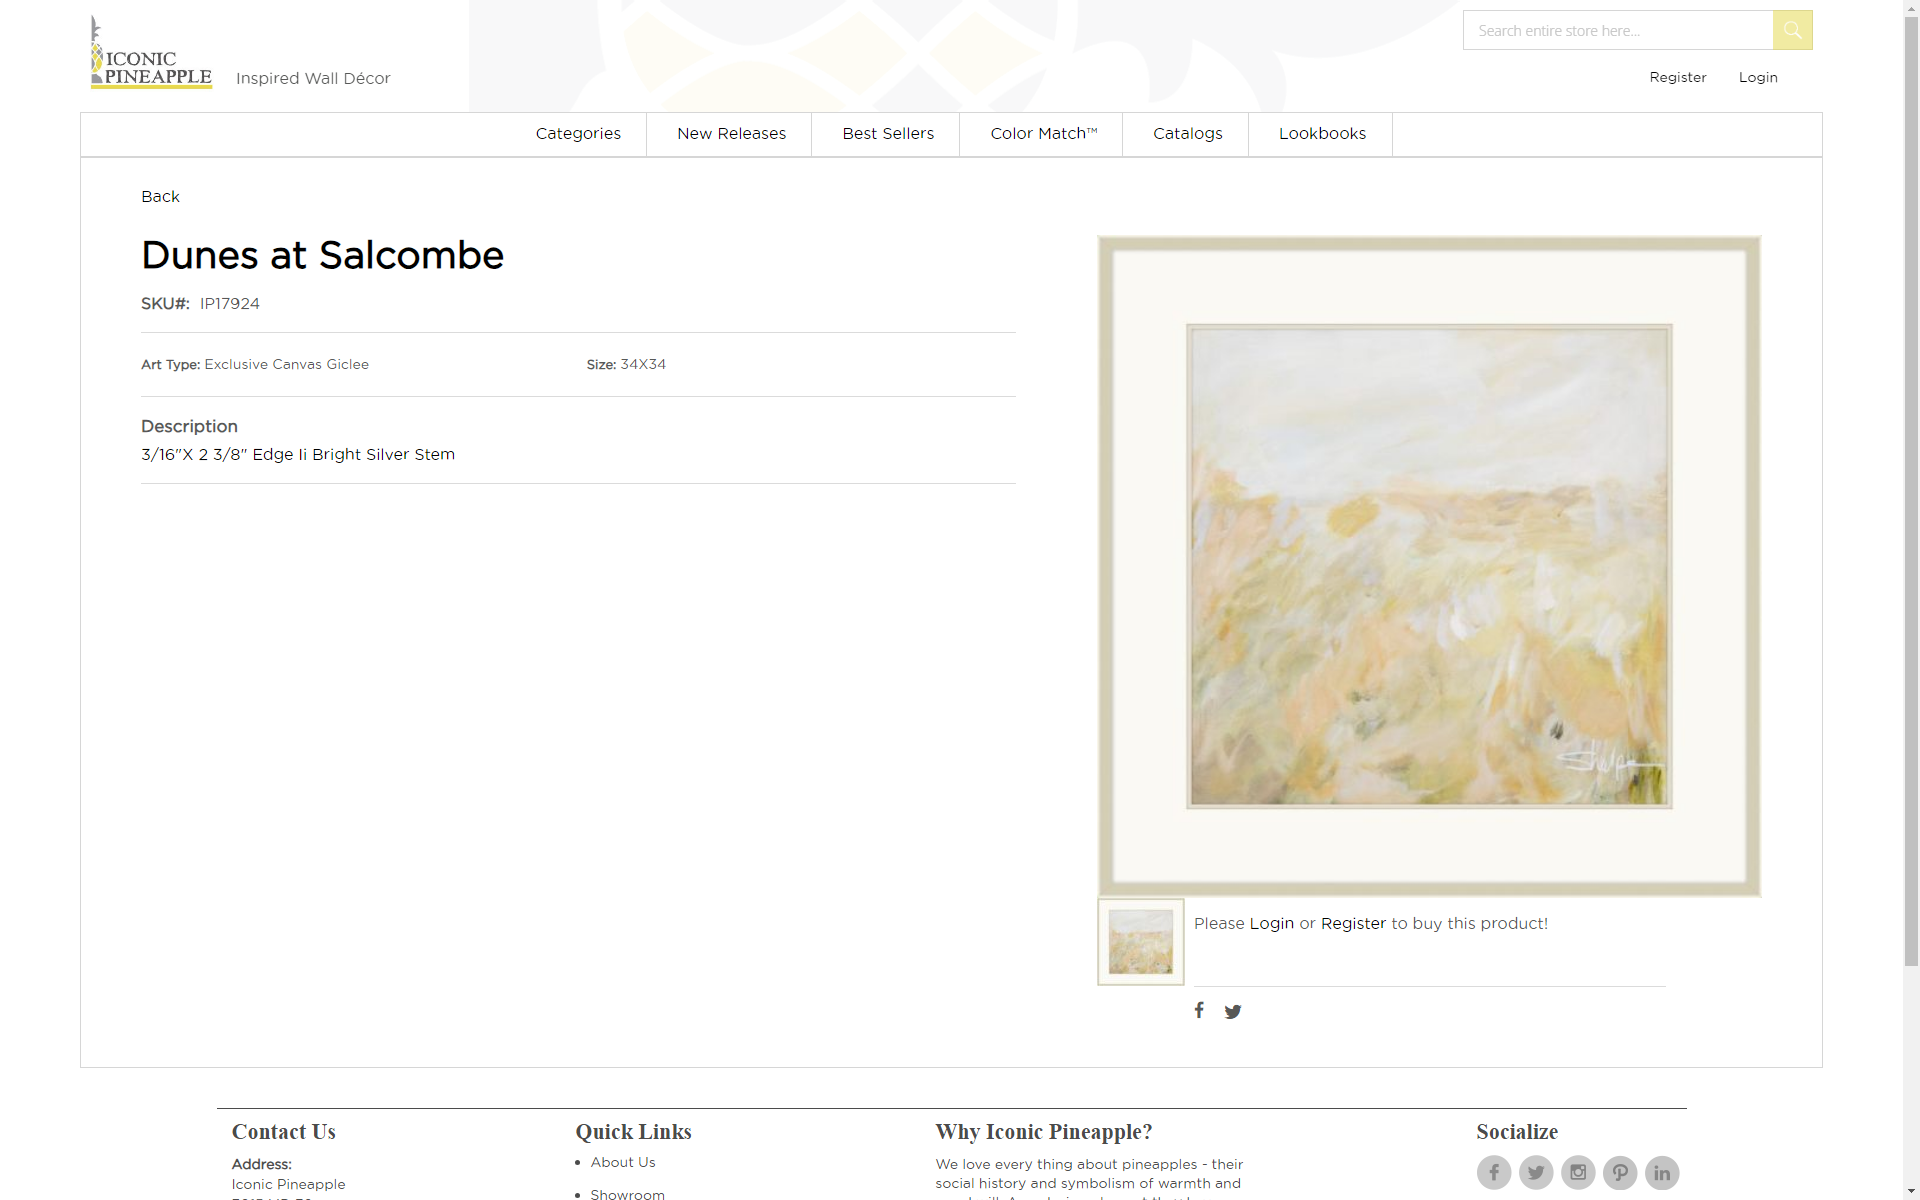 ICONIC
PINEAPPLE
Inspired Wall Décor
Search entire store here...
Register
Login
Categories
New Releases
Best Sellers
Color Match™
Catalogs
Lookbooks
Back
Dunes at Salcombe
SKU#: IP17924
Art Type: Exclusive Canvas Giclee
Size: 34X34
Description
3/16"X 2 3/8" Edge Ii Bright Silver Stem
Please Login or Register to buy this product!
Contact Us
Address:
Iconic Pineapple
Quick Links
About Us
Showroom
Why Iconic Pineapple?
We love every thing about pineapples - their
social history and symbolism of warmth and
Socialize